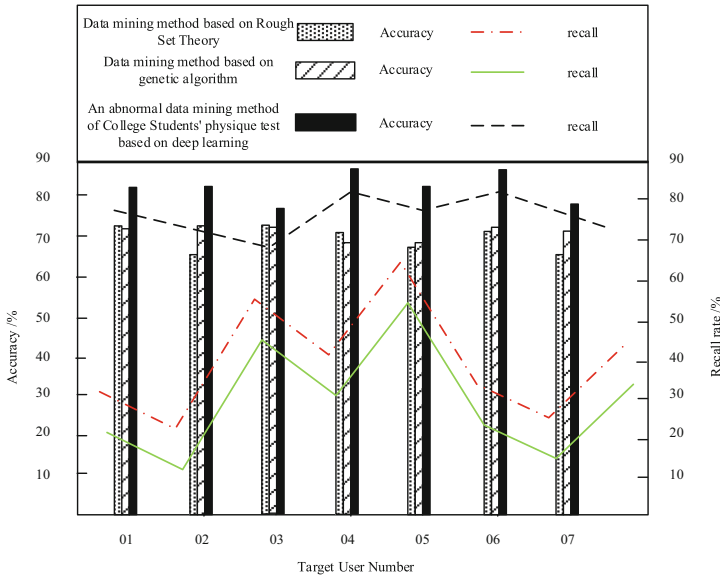 Data mining method based on Rough
Set Theory
Accuracy
recall
Data mining method based on
genetic algorithm
Accuracy
recall
An abnormal data mining method
of College Students' physique test
based on deep learning
Accuracy
recall
90
80
70
60
50
40
30
20
10
Accuracy /%
90
80
70
60
50
40
30
20
10
Recall rate /%
01 02 03 04 05 06 07
Target User Number